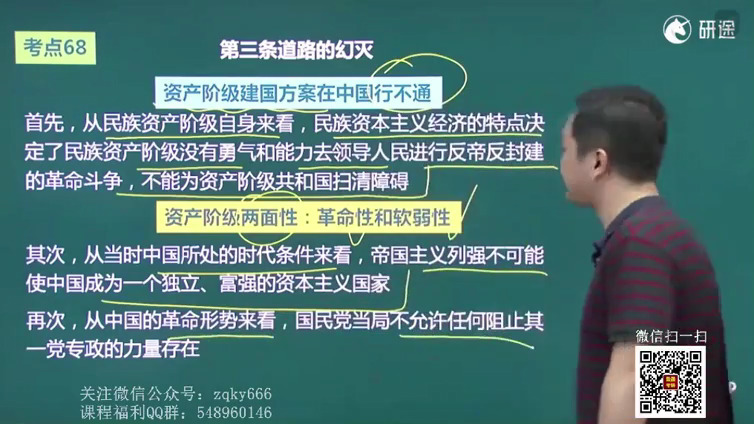 考点68
第三条道路的幻灭
研途
资产阶级建国方案在中国行不通
首先，从民族资产阶级自身来看，民族资本主义经济的特点决
定了民族资产阶级没有勇气和能力去领导人民进行反帝反封建
的革命斗争，不能为资产阶级共和国扫清障碍
资产阶级两面性：革命性和软弱性
其次，从当时中国所处的时代条件来看，帝国主义列强不可能
使中国成为一个独立、富强的资本主义国家
再次，从中国的革命形势来看，国民党当局不允许任何阻止其
一党专政的力量存在
微信扫一扫
关注微信公众号：zqky666
课程福利QQ群：548960146